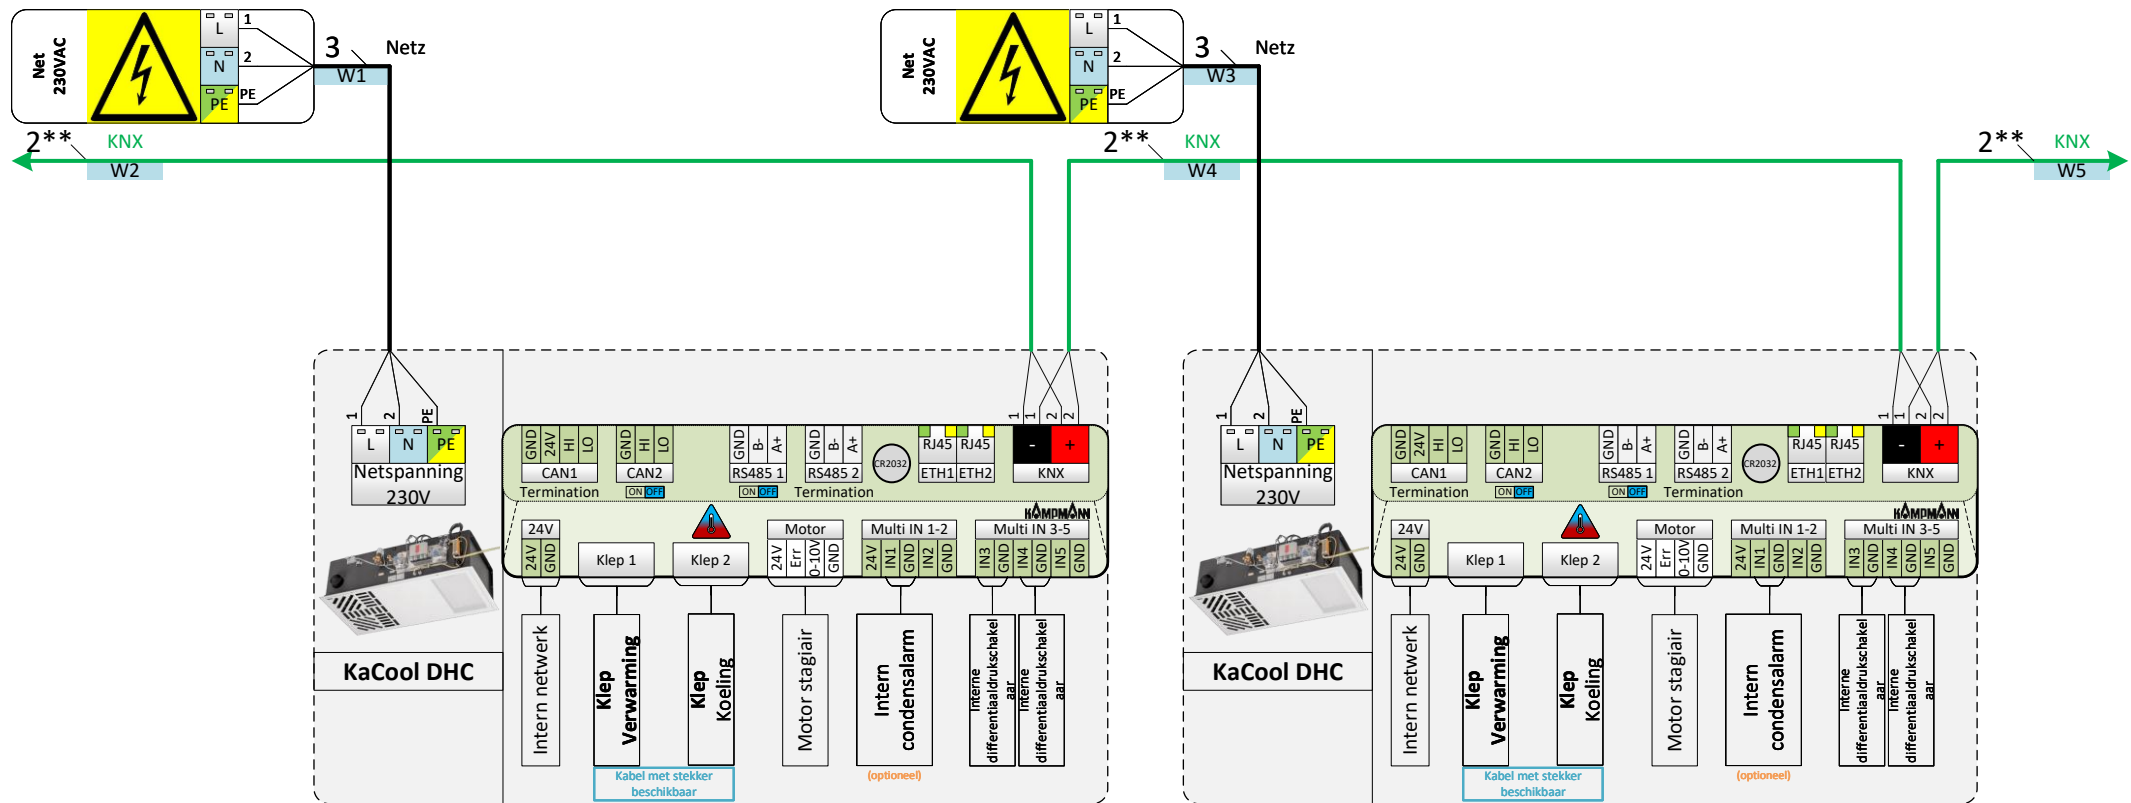 Net
230VAC
L
N
PE
1
2
PE
3
Netz
W1
2**
KNX
W2
Net
230VAC
L
N
PE
1
2
PE
3
Netz
W3
2**
KNX
W4
2**
KNX
W5
1
2
PE
L
N
PE
Netspanning
230V
KaCool DHC
1
1
2
2
GND
24V
HI
LO
CAN1
GND
HI
LO
CAN2
GND
B-
A+
RS485 1
GND
B-
A+
RS485 2
CR2032
RJ45
RJ45
ETH1
ETH2
-
+
KNX
Termination
ON OFF
ON OFF
Termination
KAMPMANN
24V
24V
GND
Klep 1
Klep 2
Motor
24V
Err
0-10V
GND
Multi IN 1-2
24V
IN1
GND
IN2
GND
Multi IN 3-5
IN3
GND
IN4
GND
IN5
GND
Intern netwerk
Klep
Verwarming
Klep
Koeling
Motor stagiair
Intern
condensalarm
Interne
differentiaaldrukschakel
aar
Interne
differentiaaldrukschakel
aar
Kabel met stekker
beschikbaar
(optioneel)
1
2
PE
L
N
PE
Netspanning
230V
KaCool DHC
1
1
2
2
GND
24V
HI
LO
CAN1
GND
HI
LO
CAN2
GND
B-
A+
RS485 1
GND
B-
A+
RS485 2
CR2032
RJ45
RJ45
ETH1
ETH2
-
+
KNX
Termination
ON OFF
ON OFF
Termination
KAMPMANN
24V
24V
GND
Klep 1
Klep 2
Motor
24V
Err
0-10V
GND
Multi IN 1-2
24V
IN1
GND
IN2
GND
Multi IN 3-5
IN3
GND
IN4
GND
IN5
GND
Intern netwerk
Klep
Verwarming
Klep
Koeling
Motor stagiair
Intern
condensalarm
Interne
differentiaaldrukschakel
aar
Interne
differentiaaldrukschakel
aar
Kabel met stekker
beschikbaar
(optioneel)